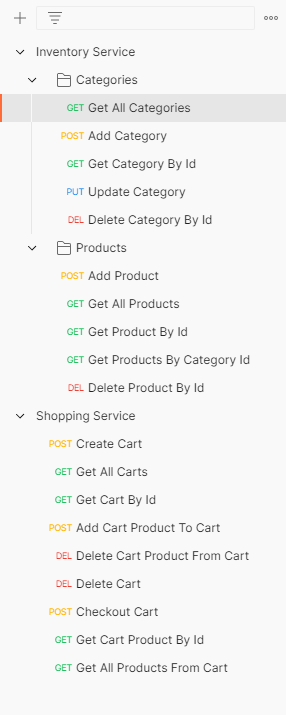 Inventory Service
Categories
GET Get All Categories
POST Add Category
GET Get Category By Id
PUT Update Category
DEL Delete Category By Id
Products
POST Add Product
GET Get All Products
GET Get Product By Id
GET Get Products By Category Id
DEL Delete Product By Id
Shopping Service
POST Create Cart
GET Get All Carts
GET Get Cart By Id
POST Add Cart Product To Cart
DEL Delete Cart Product From Cart
DEL Delete Cart
POST Checkout Cart
GET Get Cart Product By Id
GET Get All Products From Cart